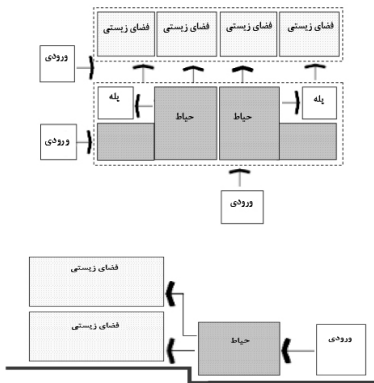 فضای زیستی فضای زیستی فضای زیستی فضای زیستی
ورودی
پله حیاط حیاط پله
ورودی
ورودی
فضای زیستی
فضای زیستی
حیاط ورودی